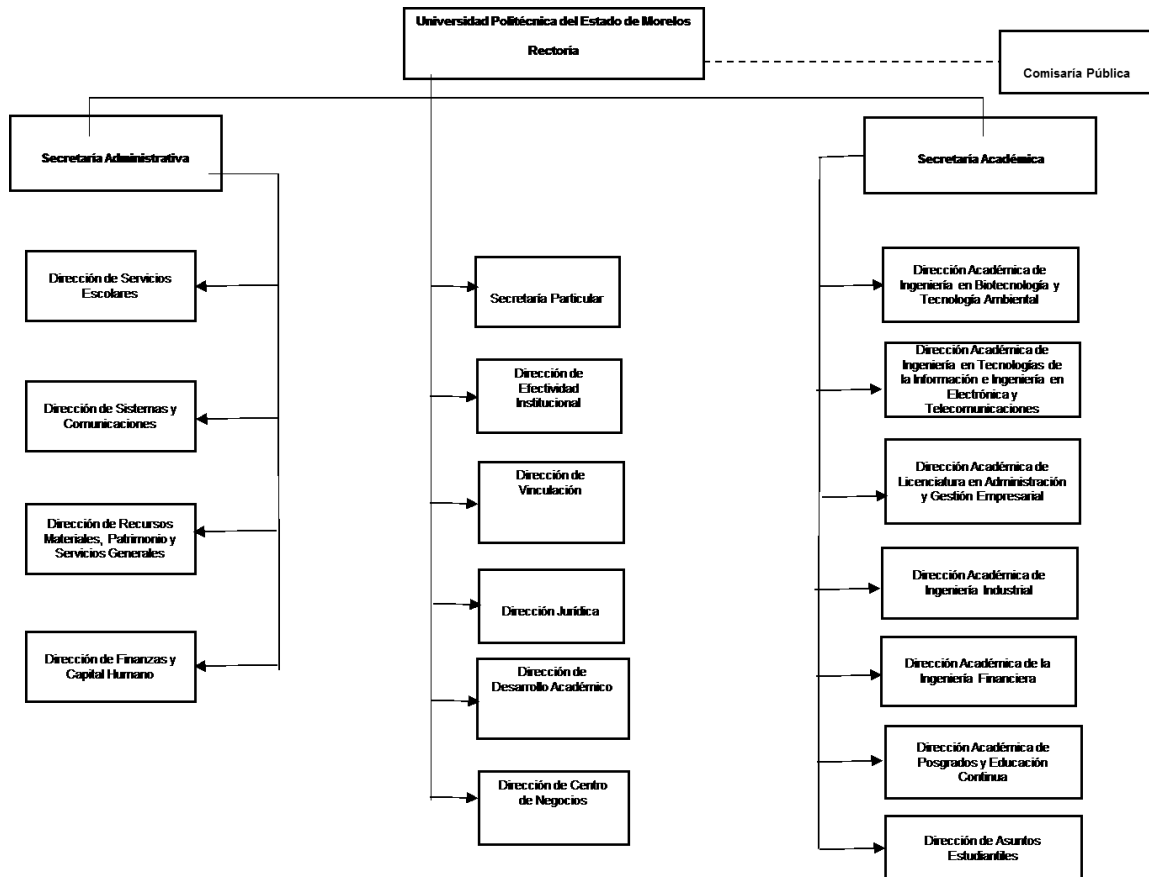 Universidad Politécnica del Estado de Morelos
Rectoria
Comisaría Pública
Secretaría Administrativa
Secretaría Académica
Dirección de Servicios
Escolares
Dirección de Sistemas y
Comunicaciones
Dirección de Recursos
Materiales, Patrimonio y
Servicios Generales
Dirección de Finanzas y
Capital Humano
Secretaría Particular
Dirección de
Efectividad
Institucional
Dirección de
Vinculación
Dirección Jurídica
Dirección de
Desarrollo Académico
Dirección de Centro
de Negocios
Dirección Académica de
Ingeniería en Biotecnología y
Tecnología Ambiental
Dirección Académica de
Ingeniería en Tecnologías de
la Información e Ingeniería en
Electrónica y
Telecomunicaciones
Dirección Académica de
Licenciatura en Administración
y Gestión Empresarial
Dirección Académica de
Ingeniería Industrial
Dirección Académica de la
Ingeniería Financiera
Dirección Académica de
Posgrados y Educación
Continua
Dirección de Asuntos
Estudiantiles